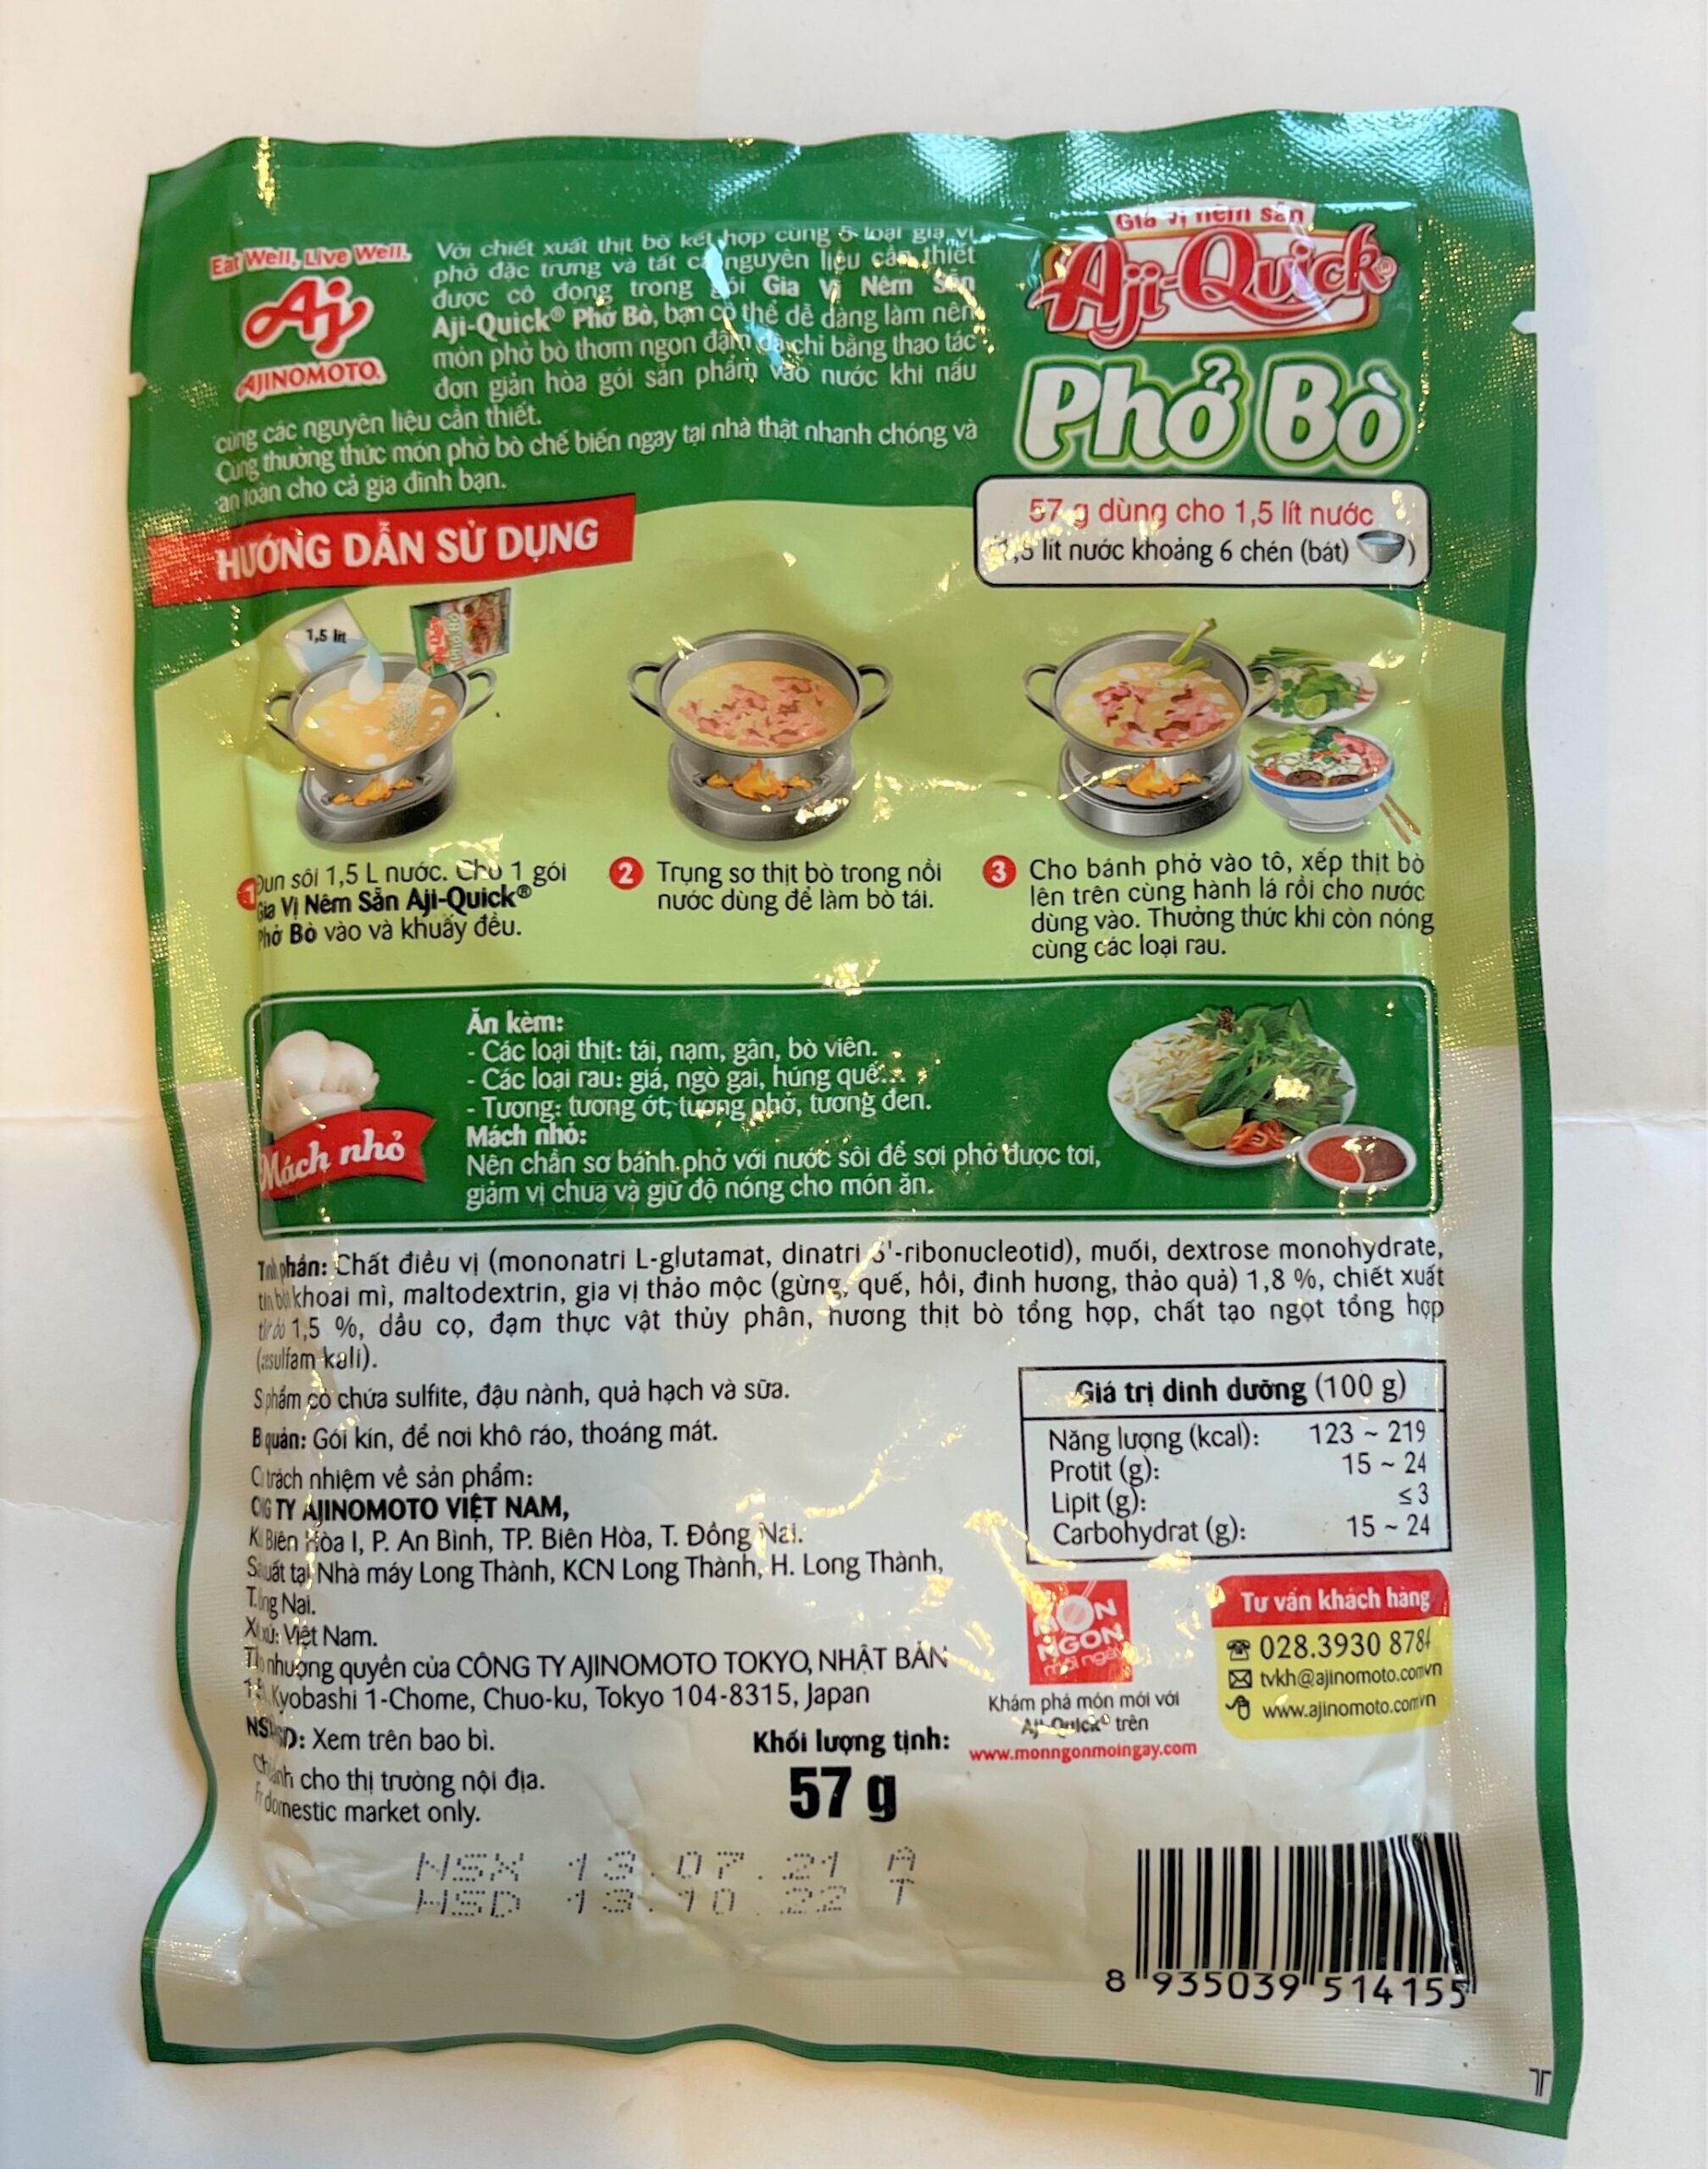 Eat Well, Live Well.
Aj
AJINOMOTO.
Với chiết xuất thịt bò kết hợp cùng 5 loại gia vị
phở đặc trưng và tất cả nguyên liệu cần thiết
được cô đọng trong gói Gia Vị Nêm Sẵn
Aji-Quick® Phở Bò, bạn có thể dễ dàng làm nên
món phở bò thơm ngon đậm đà chỉ bằng thao tác
đơn giản hòa gói sản phẩm vào nước khi nấu
cùng các nguyên liệu cần thiết.
Cùng thưởng thức món phở bò chế biến ngay tại nhà thật nhanh chóng và
an toàn cho cả gia đình bạn.
Gia vị nêm sẵn
Aji-Quick®
Phở Bò
57 g dùng cho 1,5 lít nước
lít nước khoảng 6 chén (bát) )
HƯỚNG DẪN SỬ DỤNG
1,5 lít
1 Đun sôi 1,5 L nước. Cho 1 gói
Gia Vị Nêm Sẵn Aji-Quick®
Phở Bò vào và khuấy đều.
2 Trụng sơ thịt bò trong nồi
nước dùng để làm bò tái.
3 Cho bánh phở vào tô, xếp thịt bò
lên trên cùng hành lá rồi cho nước
dùng vào. Thưởng thức khi còn nóng
cùng các loại rau.
Mách nhỏ
Ăn kèm:
- Các loại thịt: tái, nạm, gân, bò viên.
- Các loại rau: giá, ngò gai, húng quế...
- Tương: tương ớt, tương phở, tương đen.
Mách nhỏ:
Nên chần sơ bánh phở với nước sôi để sợi phở được tơi,
giảm vị chua và giữ độ nóng cho món ăn.
phần: Chất điều vị (mononatri L-glutamat, dinatri 5'-ribonucleotid), muối, dextrose monohydrate,
khoai mì, maltodextrin, gia vị thảo mộc (gừng, quế, hồi, đinh hương, thảo quả) 1,8 %, chiết xuất
1,5 %, dầu cọ, đạm thực vật thủy phân, hương thịt bò tổng hợp, chất tạo ngọt tổng hợp
kali).
phẩm có chứa sulfite, đậu nành, quả hạch và sữa.
quản: Gói kín, để nơi khô ráo, thoáng mát.
trách nhiệm về sản phẩm:
TY AJINOMOTO VIỆT NAM,
Biên Hòa I, P. An Bình, TP. Biên Hòa, T. Đồng Nai.
tại Nhà máy Long Thành, KCN Long Thành, H. Long Thành,
Nai.
Việt Nam.
nhượng quyền của CÔNG TY AJINOMOTO TOKYO, NHẬT BẢN
Kyobashi 1-Chome, Chuo-ku, Tokyo 104-8315, Japan
Xem trên bao bì.
cho thị trường nội địa.
domestic market only.
Khối lượng tịnh:
57 g
Giá trị dinh dưỡng (100 g)
Năng lượng (kcal): 123 ~ 219
Protit (g): 15 ~ 24
Lipit (g): ≤ 3
Carbohydrat (g): 15 ~ 24
MÓN
NGON
mỗi ngày
Khám phá món mới với
Aji-Quick® trên
www.monngonmoingay.com
Tư vấn khách hàng
028.3930 8784
tvkh@ajinomoto.com.vn
www.ajinomoto.com.vn
NSX 13.07.21 A
HSD 13.10.22 T
8 935039 514155
T